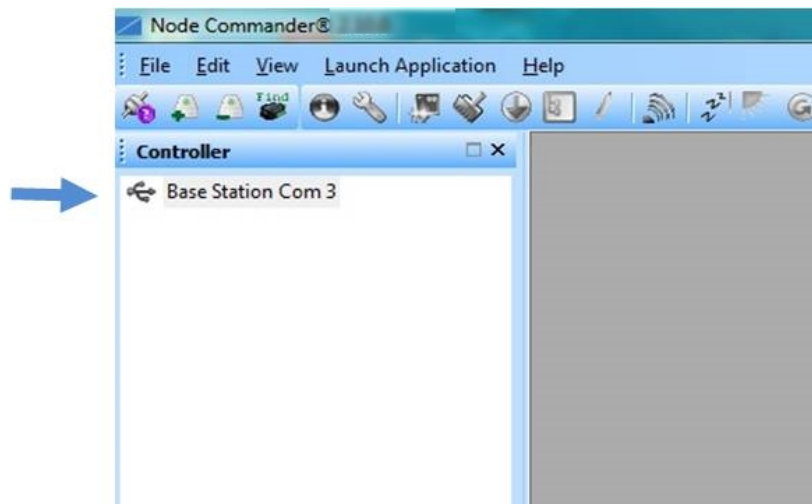 Node Commander®
File Edit View Launch Application Help
Find
Controller
Base Station Com 3